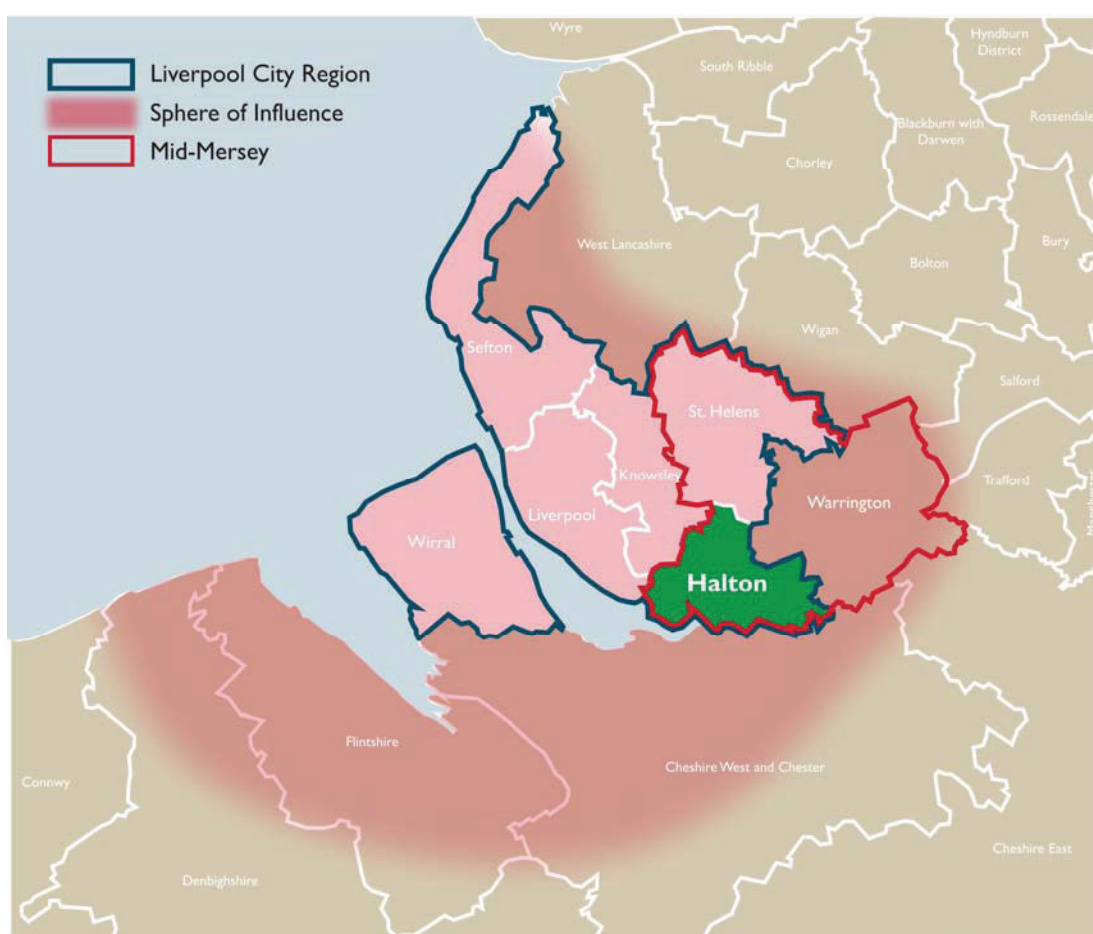 Liverpool City Region
Sphere of Influence
Mid-Mersey
Wyre
Hyndburn
District
South Ribble
Blackburn with
Darwen
Rossendale
Chorley
West Lancashire
Bury
Bolton
Wigan
Sefton
Salford
St. Helens
Knowsley
Trafford
Manchester
Warrington
Liverpool
Wirral
Halton
Flintshire
Cheshire West and Chester
Connwy
Cheshire East
Denbighshire